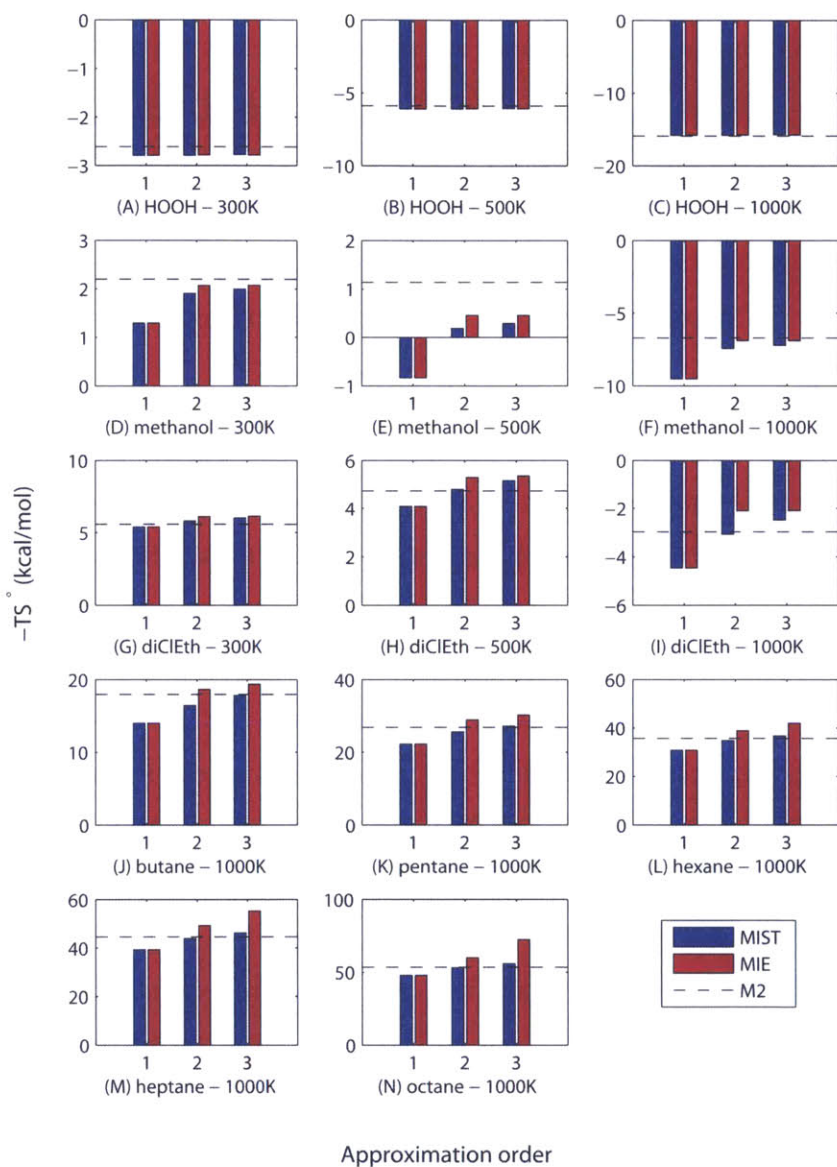 0
−1
−2
−3
1 2 3
(A) HOOH − 300K
0
−5
−10
1 2 3
(B) HOOH − 500K
0
−10
−20
1 2 3
(C) HOOH − 1000K
3
2
1
0
1 2 3
(D) methanol − 300K
2
1
0
−1
1 2 3
(E) methanol − 500K
0
−5
−10
1 2 3
(F) methanol − 1000K
−TS° (kcal/mol)
10
5
0
1 2 3
(G) diClEth − 300K
6
4
2
0
1 2 3
(H) diClEth − 500K
0
−2
−4
−6
1 2 3
(I) diClEth − 1000K
20
10
0
1 2 3
(J) butane − 1000K
40
20
0
1 2 3
(K) pentane − 1000K
60
40
20
0
1 2 3
(L) hexane − 1000K
60
40
20
0
1 2 3
(M) heptane − 1000K
100
50
0
1 2 3
(N) octane − 1000K
MIST
MIE
M2
Approximation order